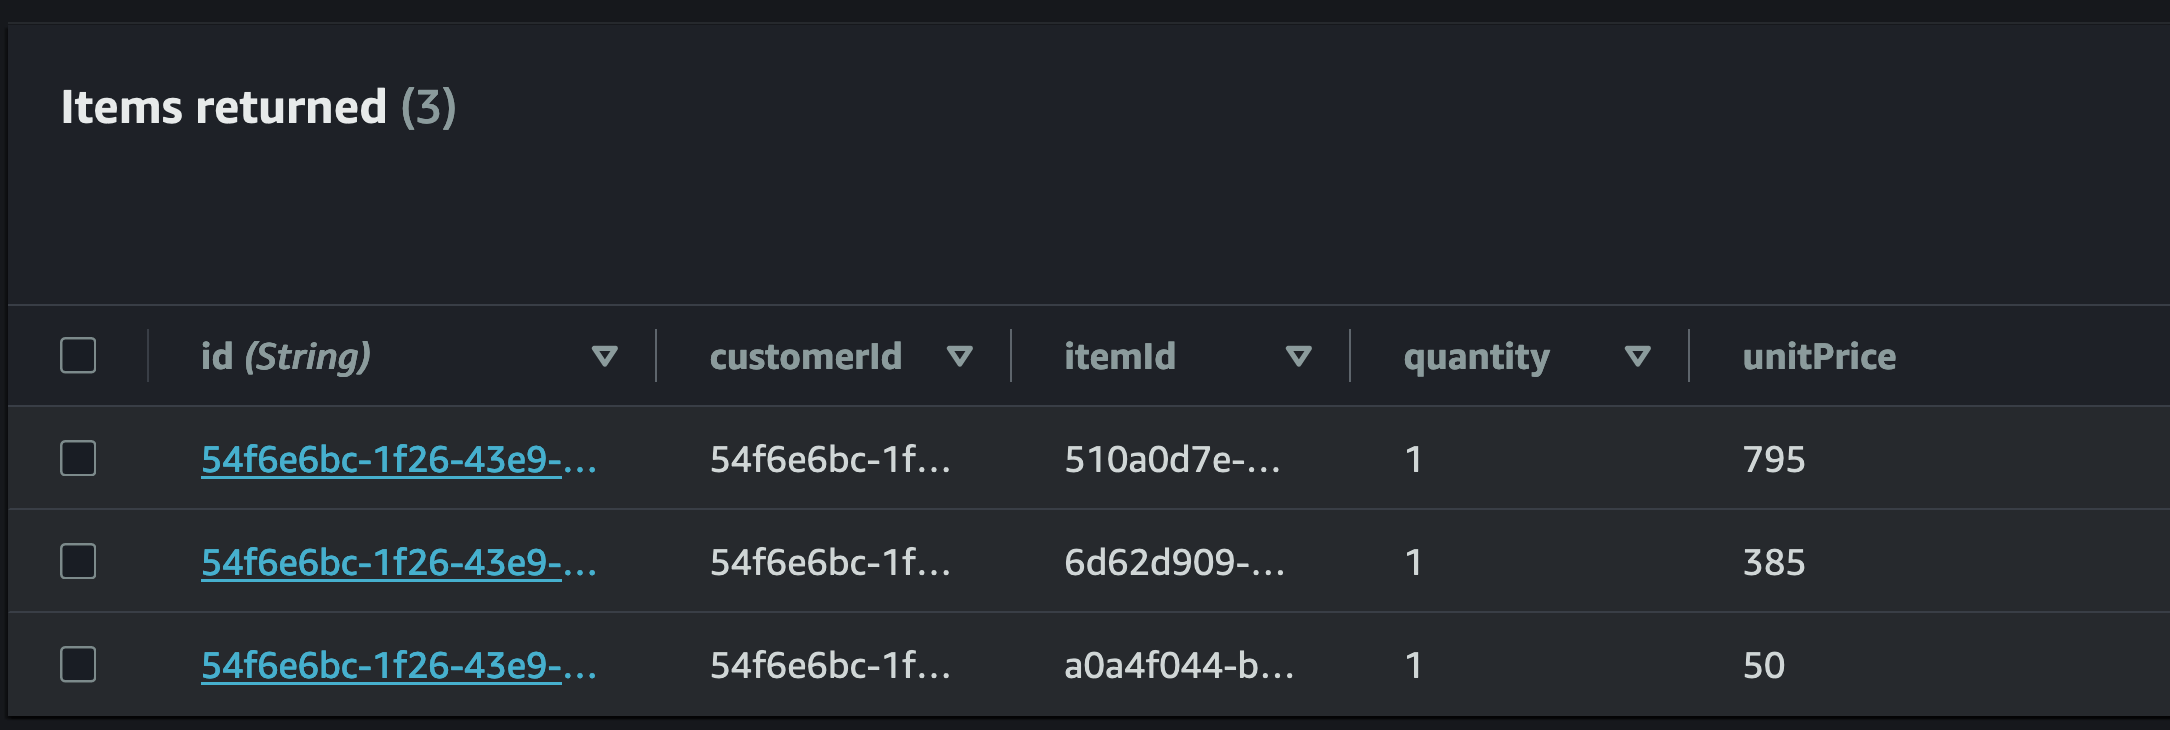 Items returned (3)
id (String) customerId itemId quantity unitPrice
54f6e6bc-1f26-43e9-... 54f6e6bc-1f... 510a0d7e-... 1 795
54f6e6bc-1f26-43e9-... 54f6e6bc-1f... 6d62d909-... 1 385
54f6e6bc-1f26-43e9-... 54f6e6bc-1f... a0a4f044-b... 1 50